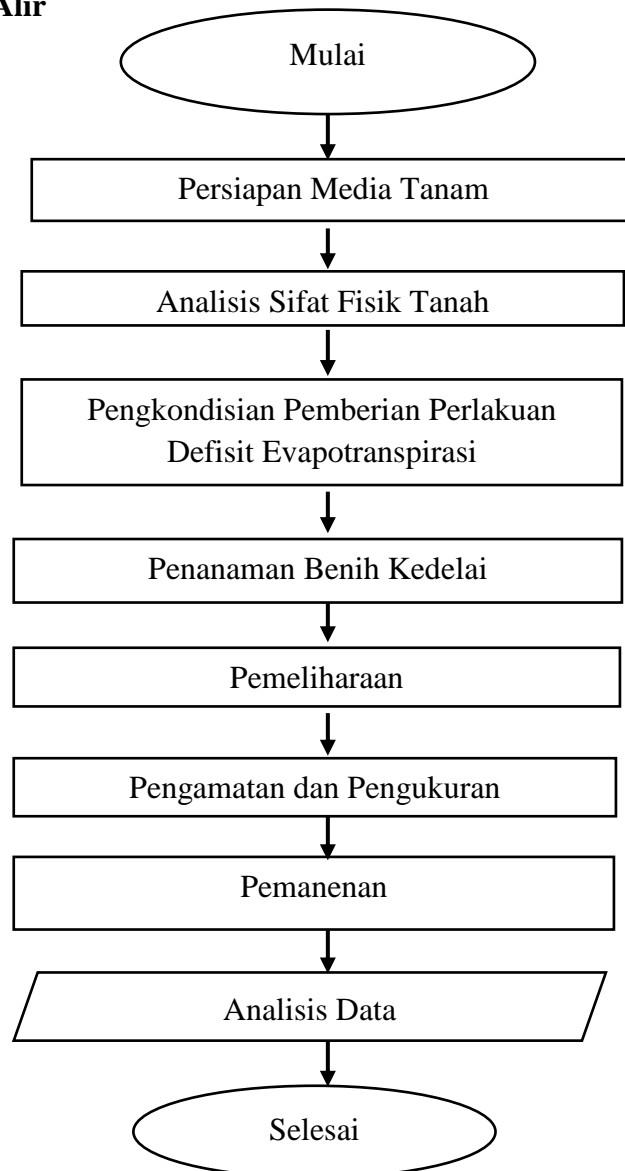 Alir
Mulai
Persiapan Media Tanam
Analisis Sifat Fisik Tanah
Pengkondisian Pemberian Perlakuan
Defisit Evapotranspirasi
Penanaman Benih Kedelai
Pemeliharaan
Pengamatan dan Pengukuran
Pemanenan
Analisis Data
Selesai